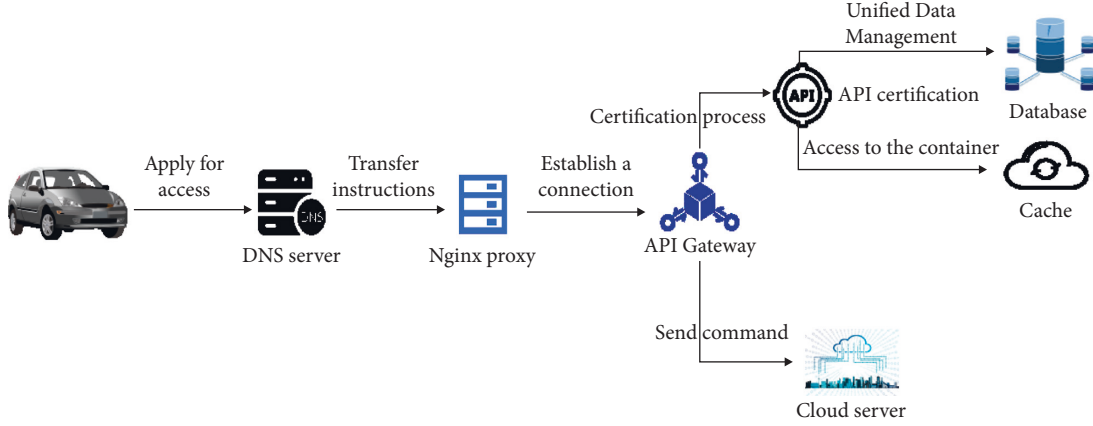 Unified Data
Management
API
API certification
Database
Certification process
Access to the container
Cache
Apply for
access
Transfer
instructions
Establish a
connection
DNS
DNS server
Nginx proxy
API Gateway
Send command
Cloud server